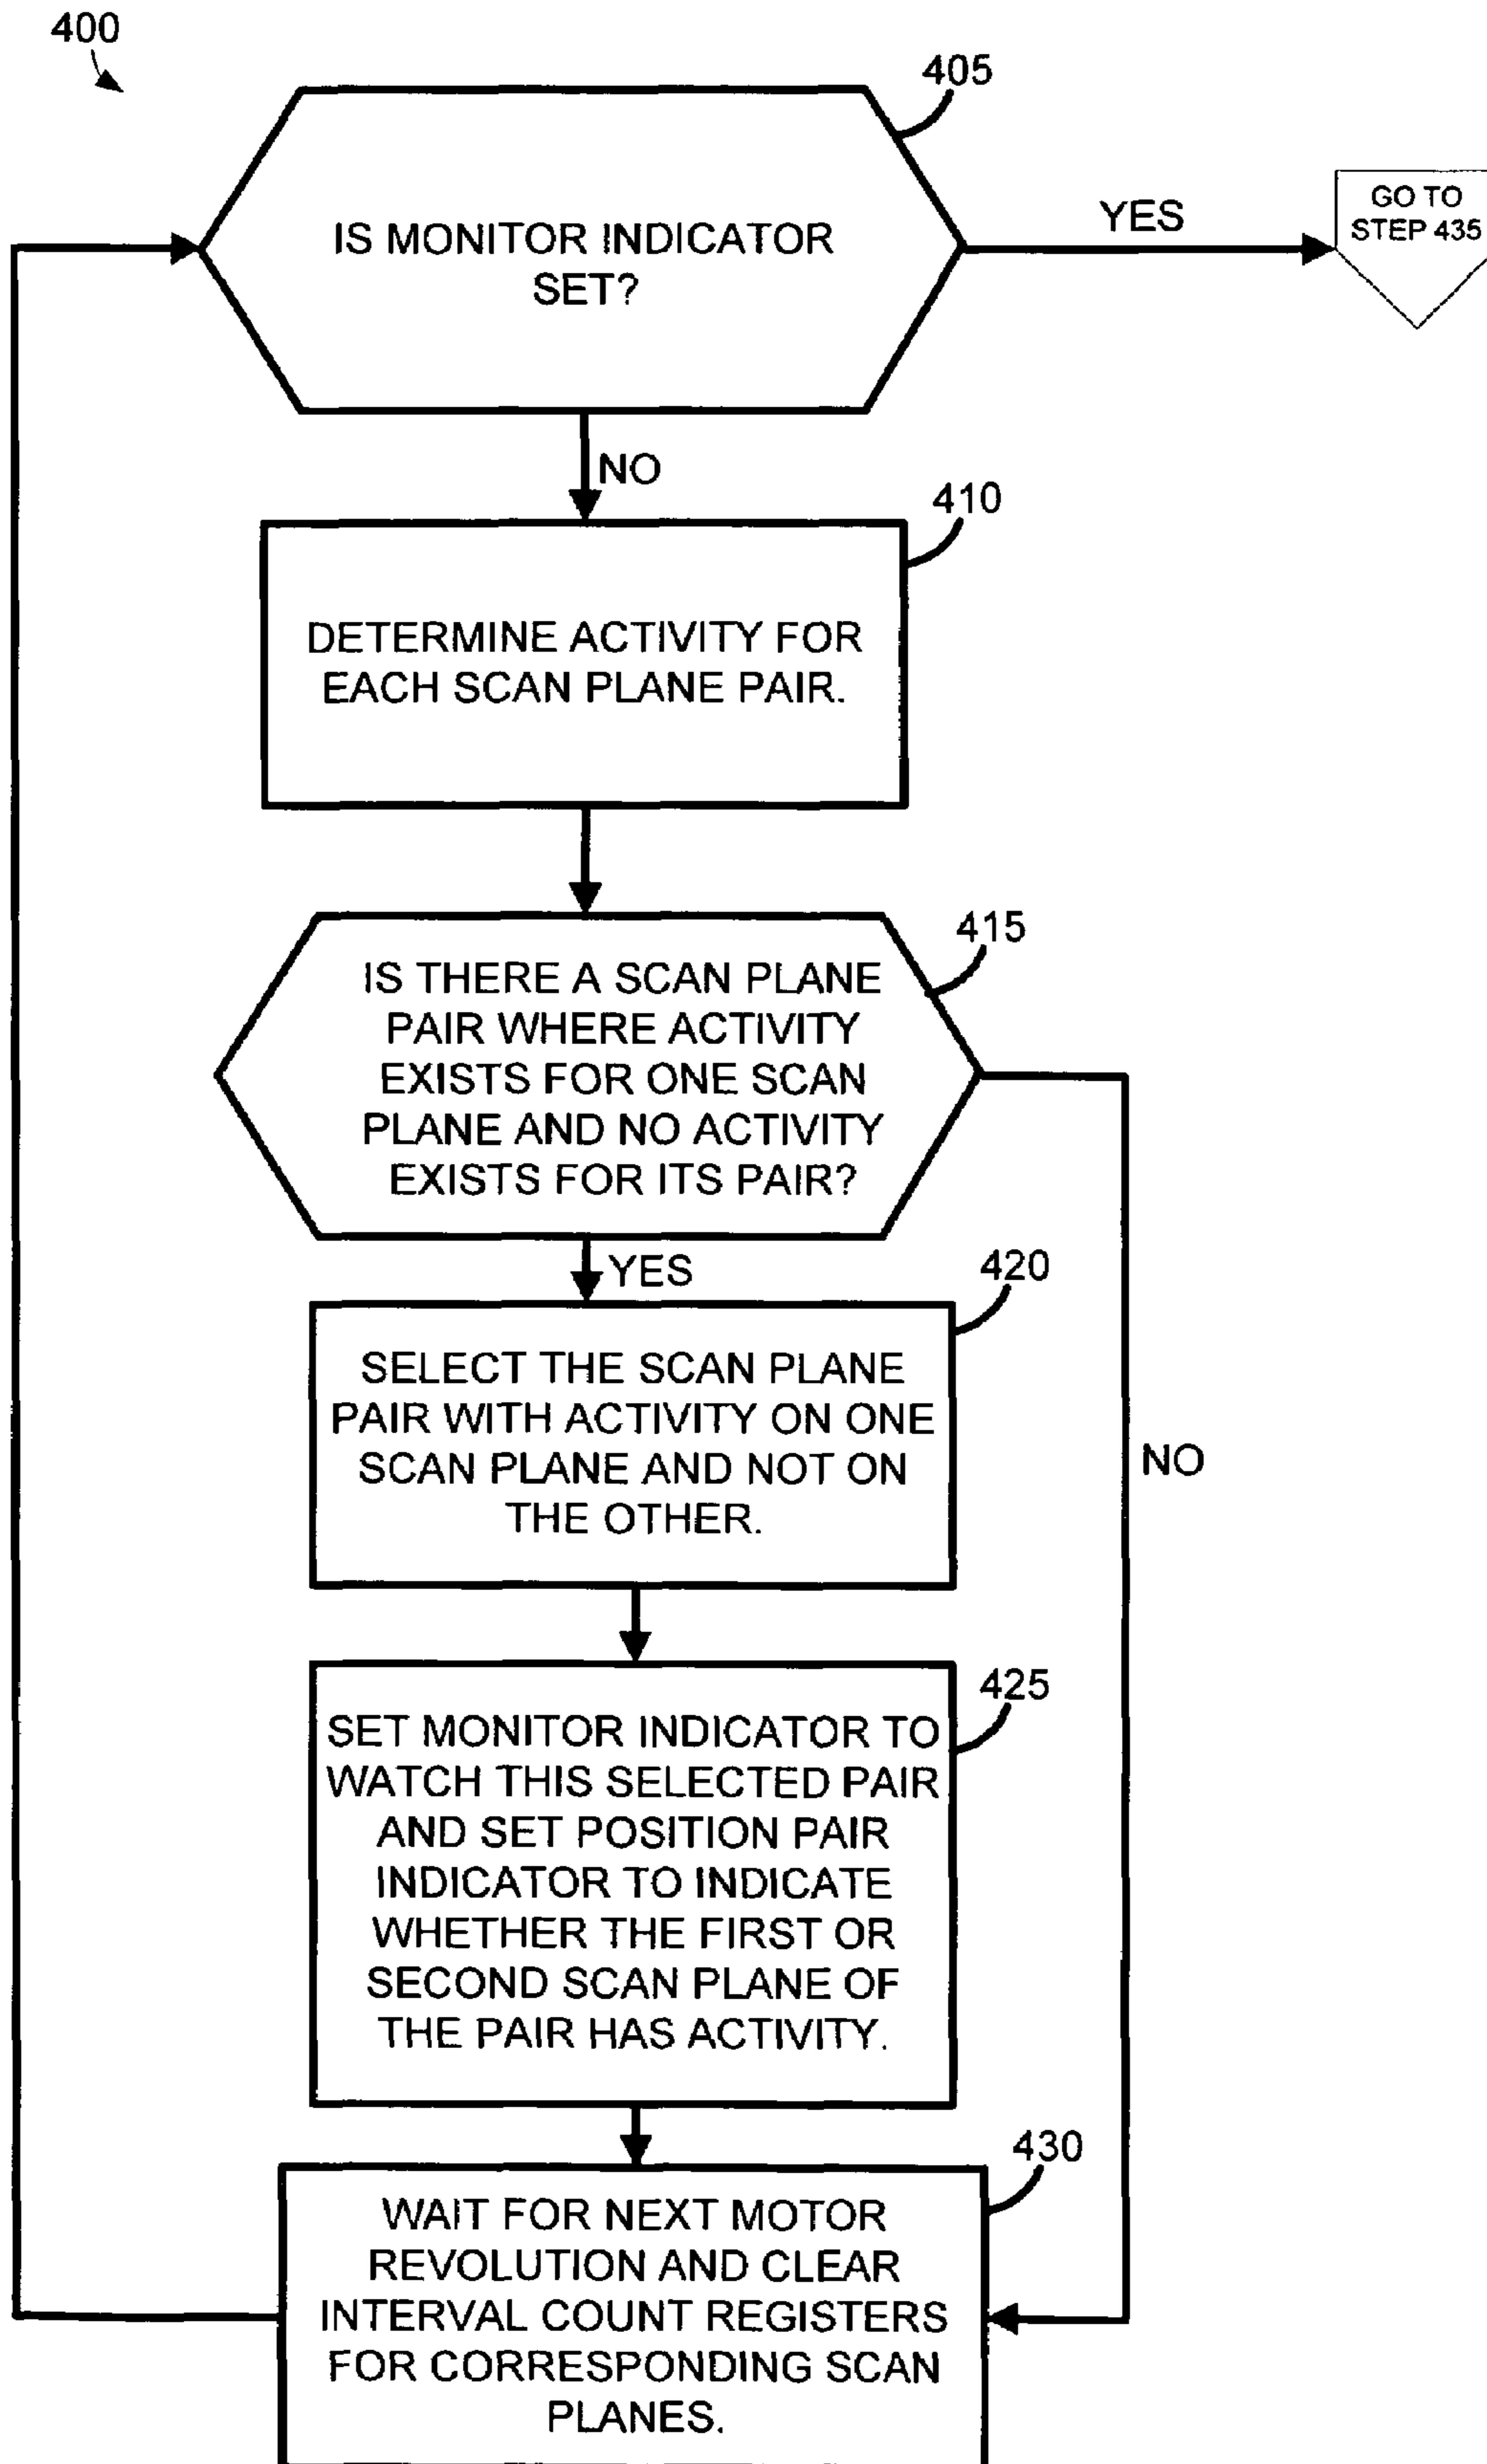 400
405
IS MONITOR INDICATOR
SET?
YES
GO TO
STEP 435
NO
410
DETERMINE ACTIVITY FOR
EACH SCAN PLANE PAIR.
415
IS THERE A SCAN PLANE
PAIR WHERE ACTIVITY
EXISTS FOR ONE SCAN
PLANE AND NO ACTIVITY
EXISTS FOR ITS PAIR?
YES
420
SELECT THE SCAN PLANE
PAIR WITH ACTIVITY ON ONE
SCAN PLANE AND NOT ON
THE OTHER.
NO
425
SET MONITOR INDICATOR TO
WATCH THIS SELECTED PAIR
AND SET POSITION PAIR
INDICATOR TO INDICATE
WHETHER THE FIRST OR
SECOND SCAN PLANE OF
THE PAIR HAS ACTIVITY.
430
WAIT FOR NEXT MOTOR
REVOLUTION AND CLEAR
INTERVAL COUNT REGISTERS
FOR CORRESPONDING SCAN
PLANES.